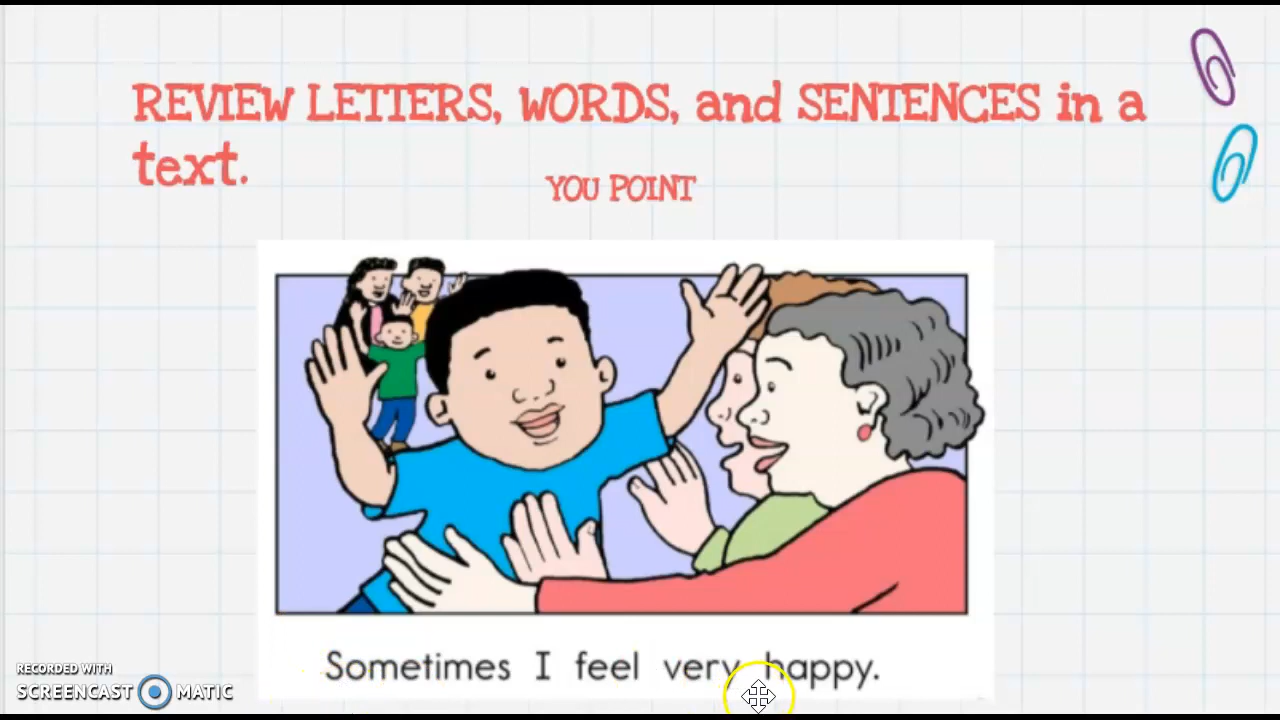 REVIEW LETTERS, WORDS, and SENTENCES in a
text.
YOU POINT
Sometimes I feel very happy.
RECORDED WITH
SCREENCAST MATIC